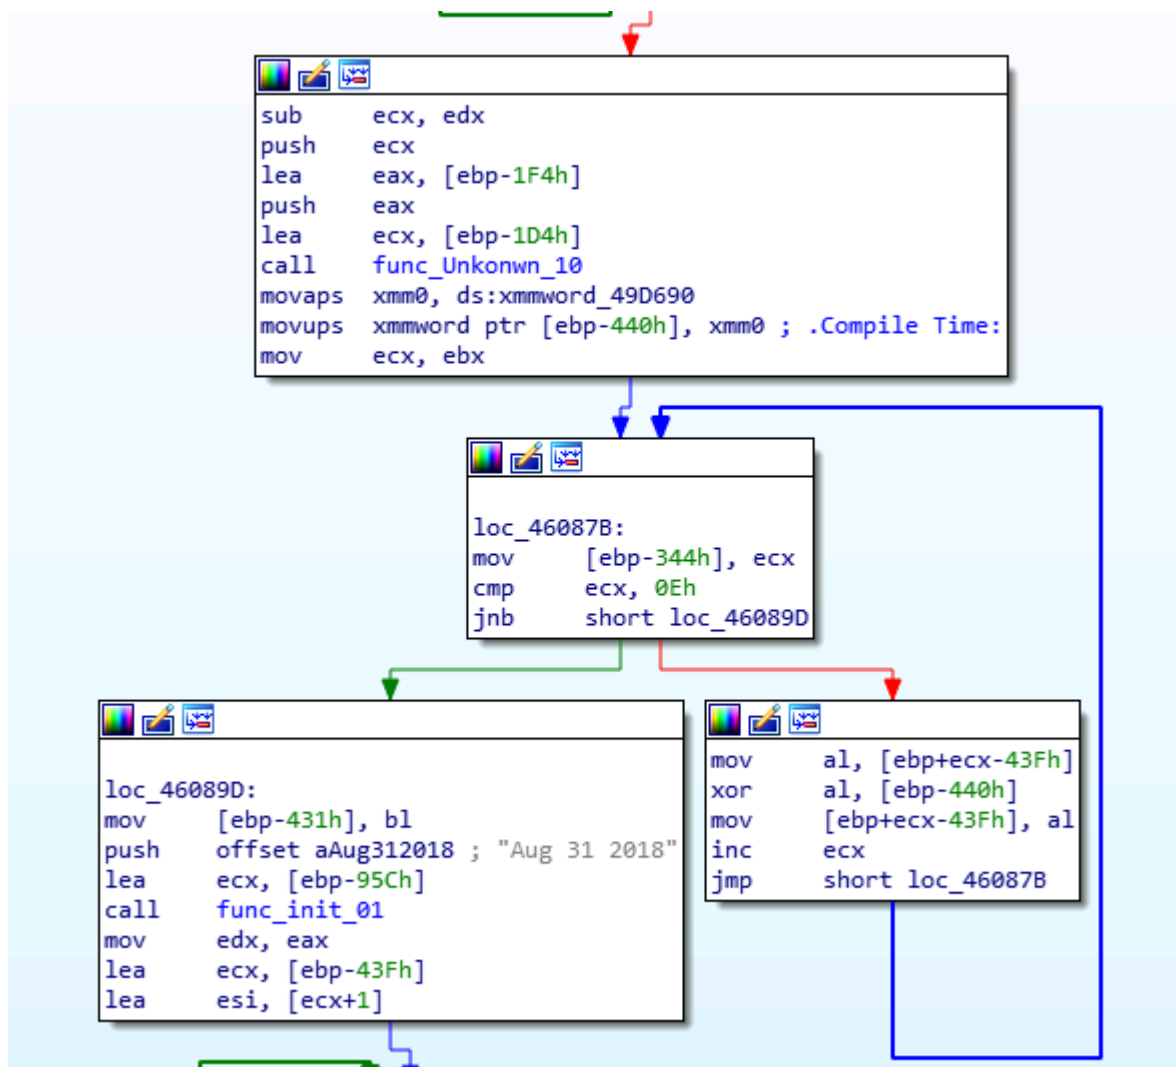 sub ecx, edx
push ecx
lea eax, [ebp-1F4h]
push eax
lea ecx, [ebp-1D4h]
call func_Unkonwn_10
movaps xmm0, ds:xmmword_49D690
movups xmmword ptr [ebp-440h], xmm0 ; .Compile Time:
mov ecx, ebx
loc_46087B:
mov [ebp-344h], ecx
cmp ecx, 0Eh
jnb short loc_46089D
loc_46089D:
mov [ebp-431h], bl
push offset aAug312018 ; "Aug 31 2018"
lea ecx, [ebp-95Ch]
call func_init_01
mov edx, eax
lea ecx, [ebp-43Fh]
lea esi, [ecx+1]
mov al, [ebp+ecx-43Fh]
xor al, [ebp-440h]
mov [ebp+ecx-43Fh], al
inc ecx
jmp short loc_46087B